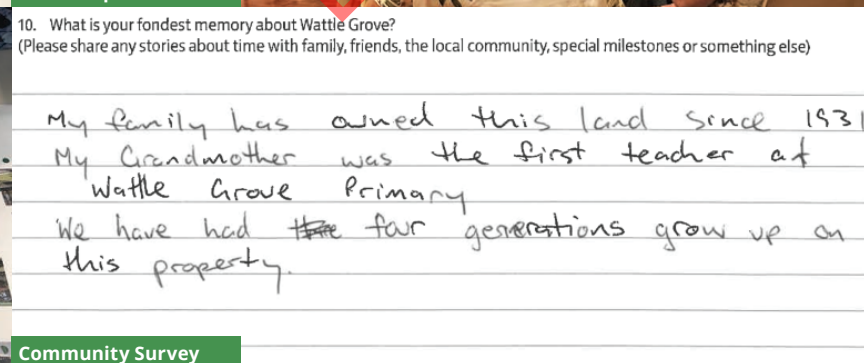 10. What is your fondest memory about Wattle Grove?
(Please share any stories about time with family, friends, the local community, special milestones or something else)
My family has owned this land since 1931
My Grandmother was the first teacher at
Wattle Grove Primary
We have had four generations grow up on
this property.
Community Survey